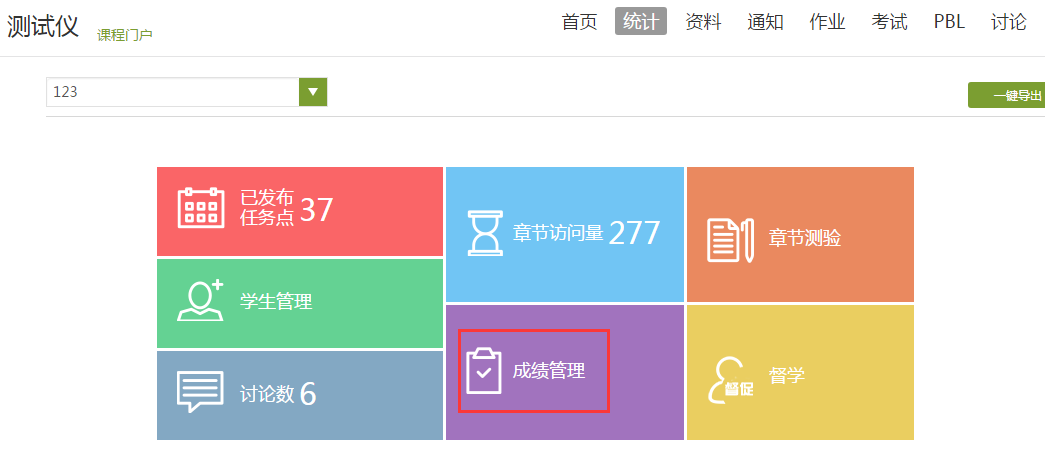 测试仪 课程门户 首页 统计 资料 通知 作业 考试 PBL 讨论
123 一键导出
已发布
任务点 37
章节访问量 277
章节测验
学生管理
成绩管理
督促 督学
讨论数 6